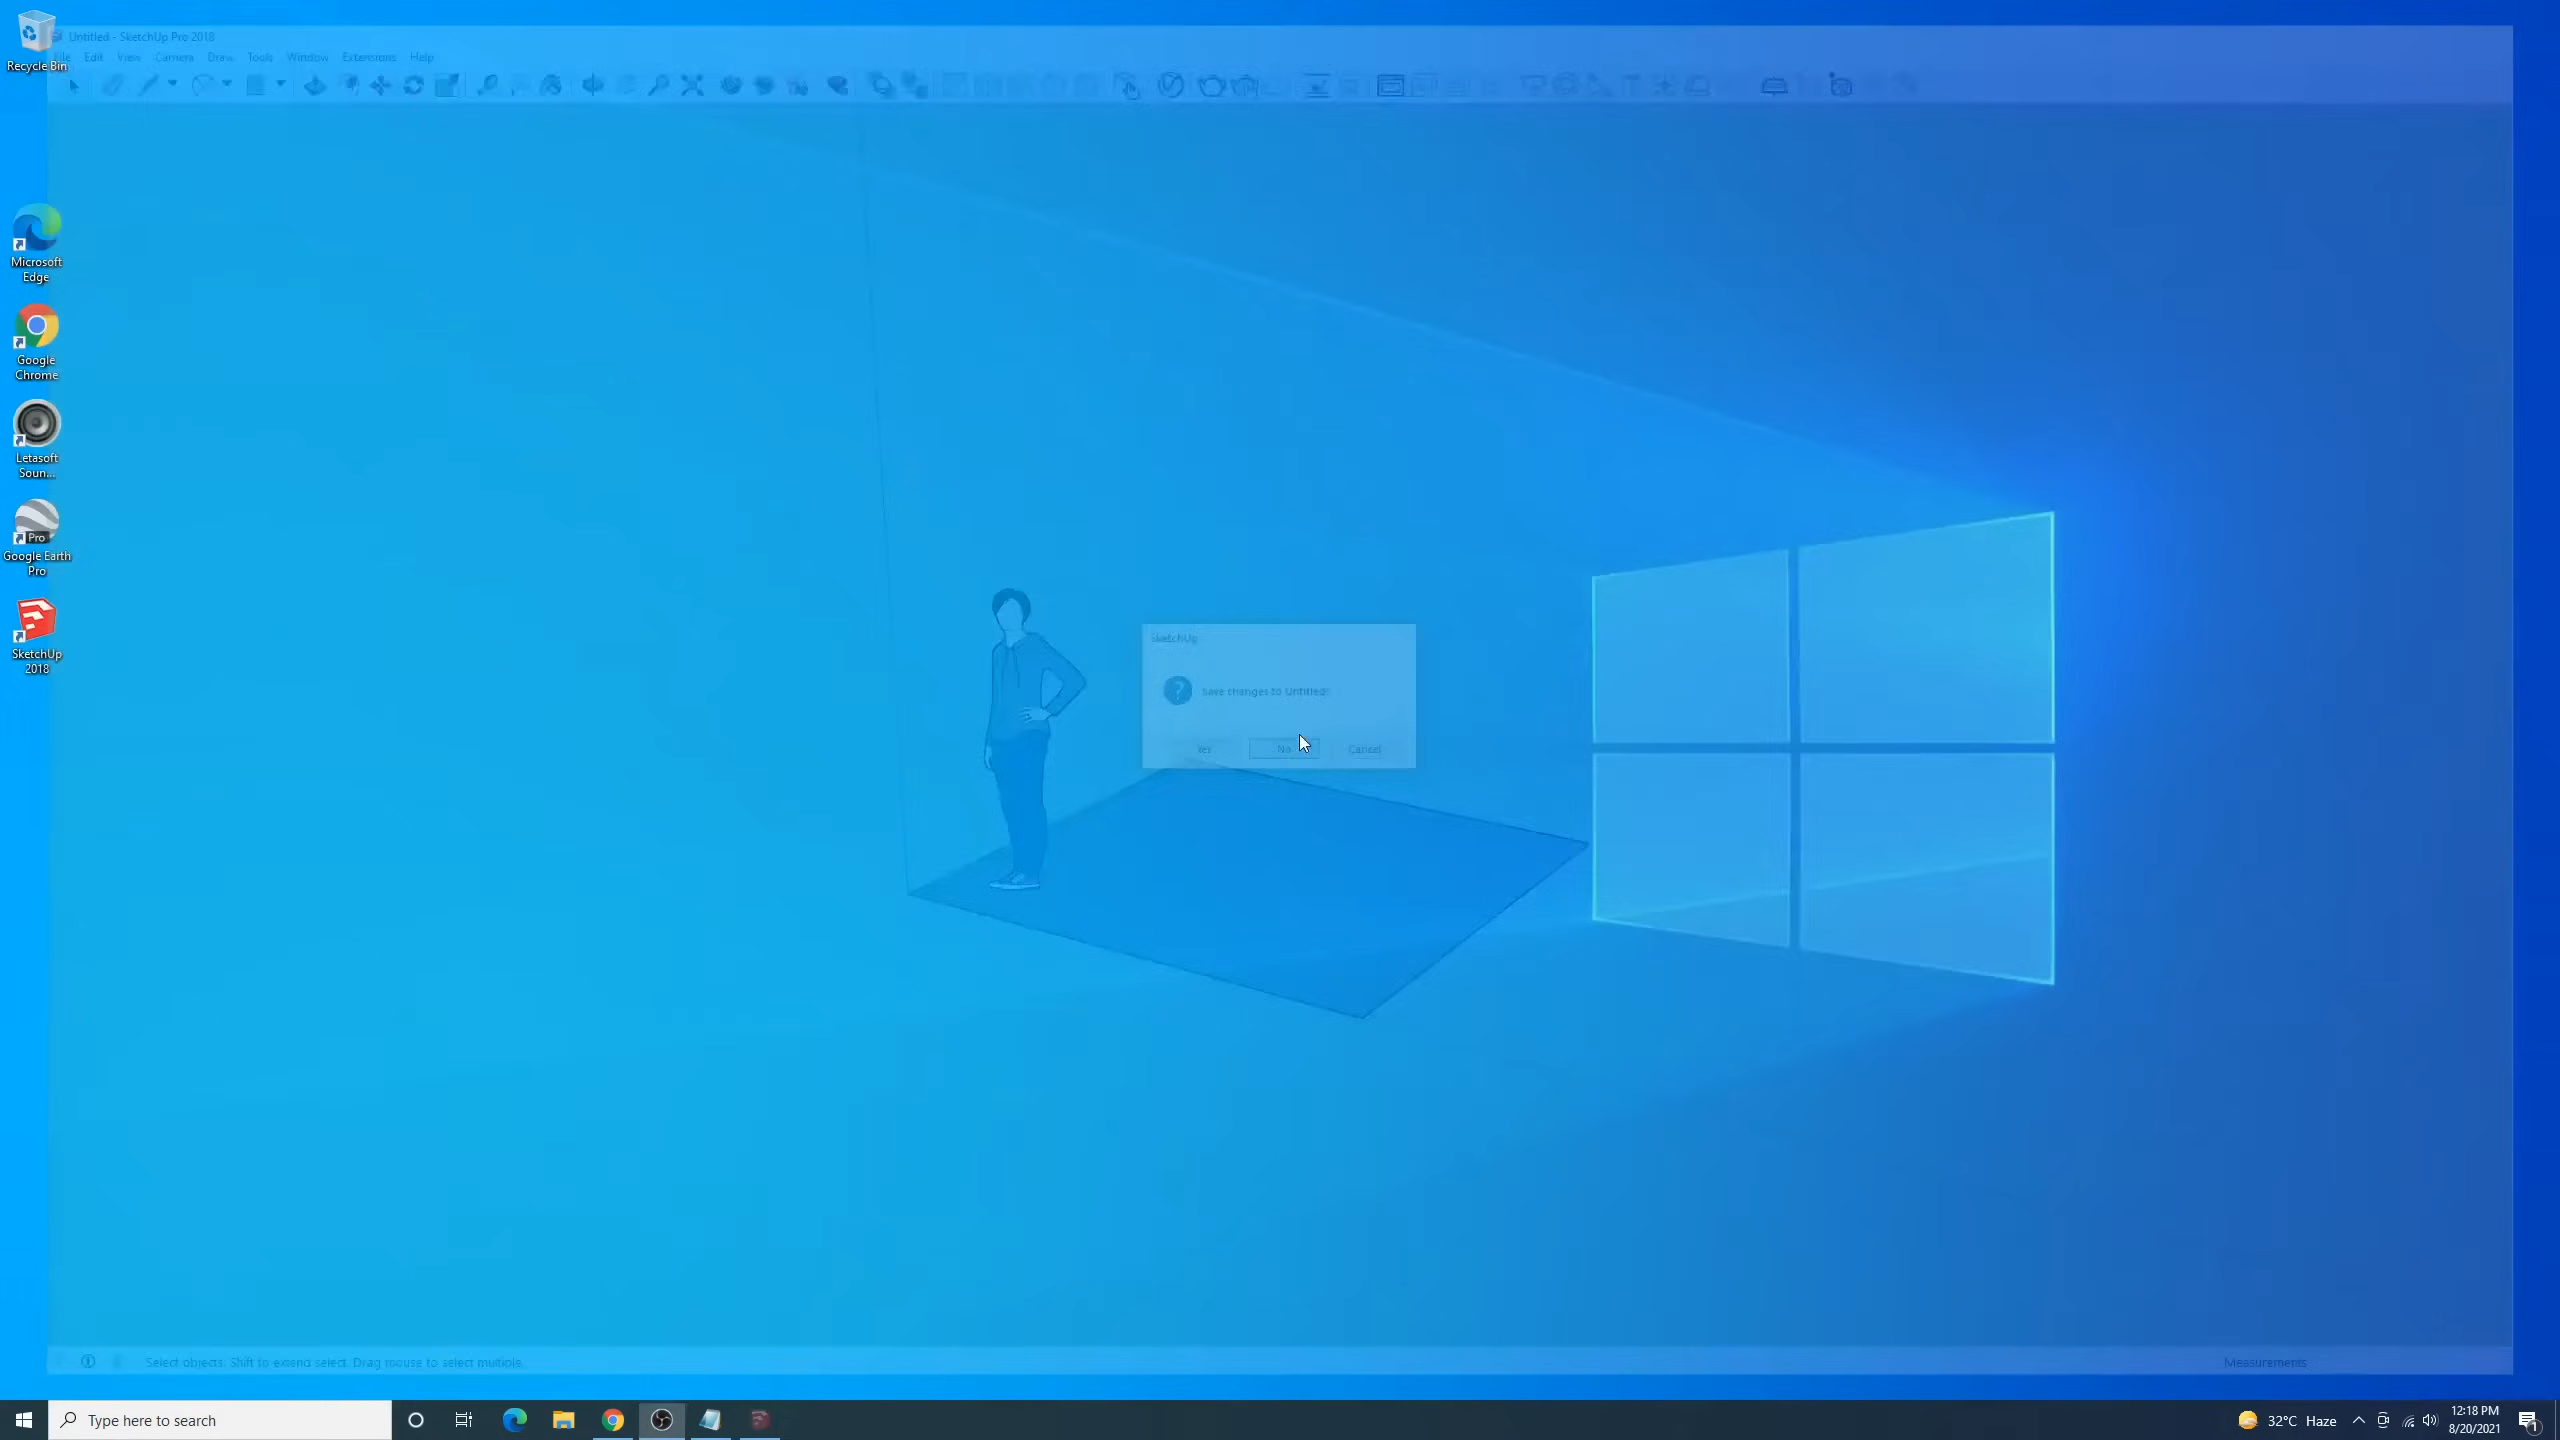 Untitled - SketchUp Pro 2018
File Edit View Camera Draw Tools Window Extensions Help
Recycle Bin
Microsoft
Edge
Google
Chrome
Letasoft
Soun...
Pro
Google Earth
Pro
SketchUp
2018
SketchUp
?
Save changes to Untitled?
Yes No Cancel
Select objects. Shift to extend select. Drag mouse to select multiple.
Measurements
Type here to search
32°C Haze
12:18 PM
8/20/2021
1